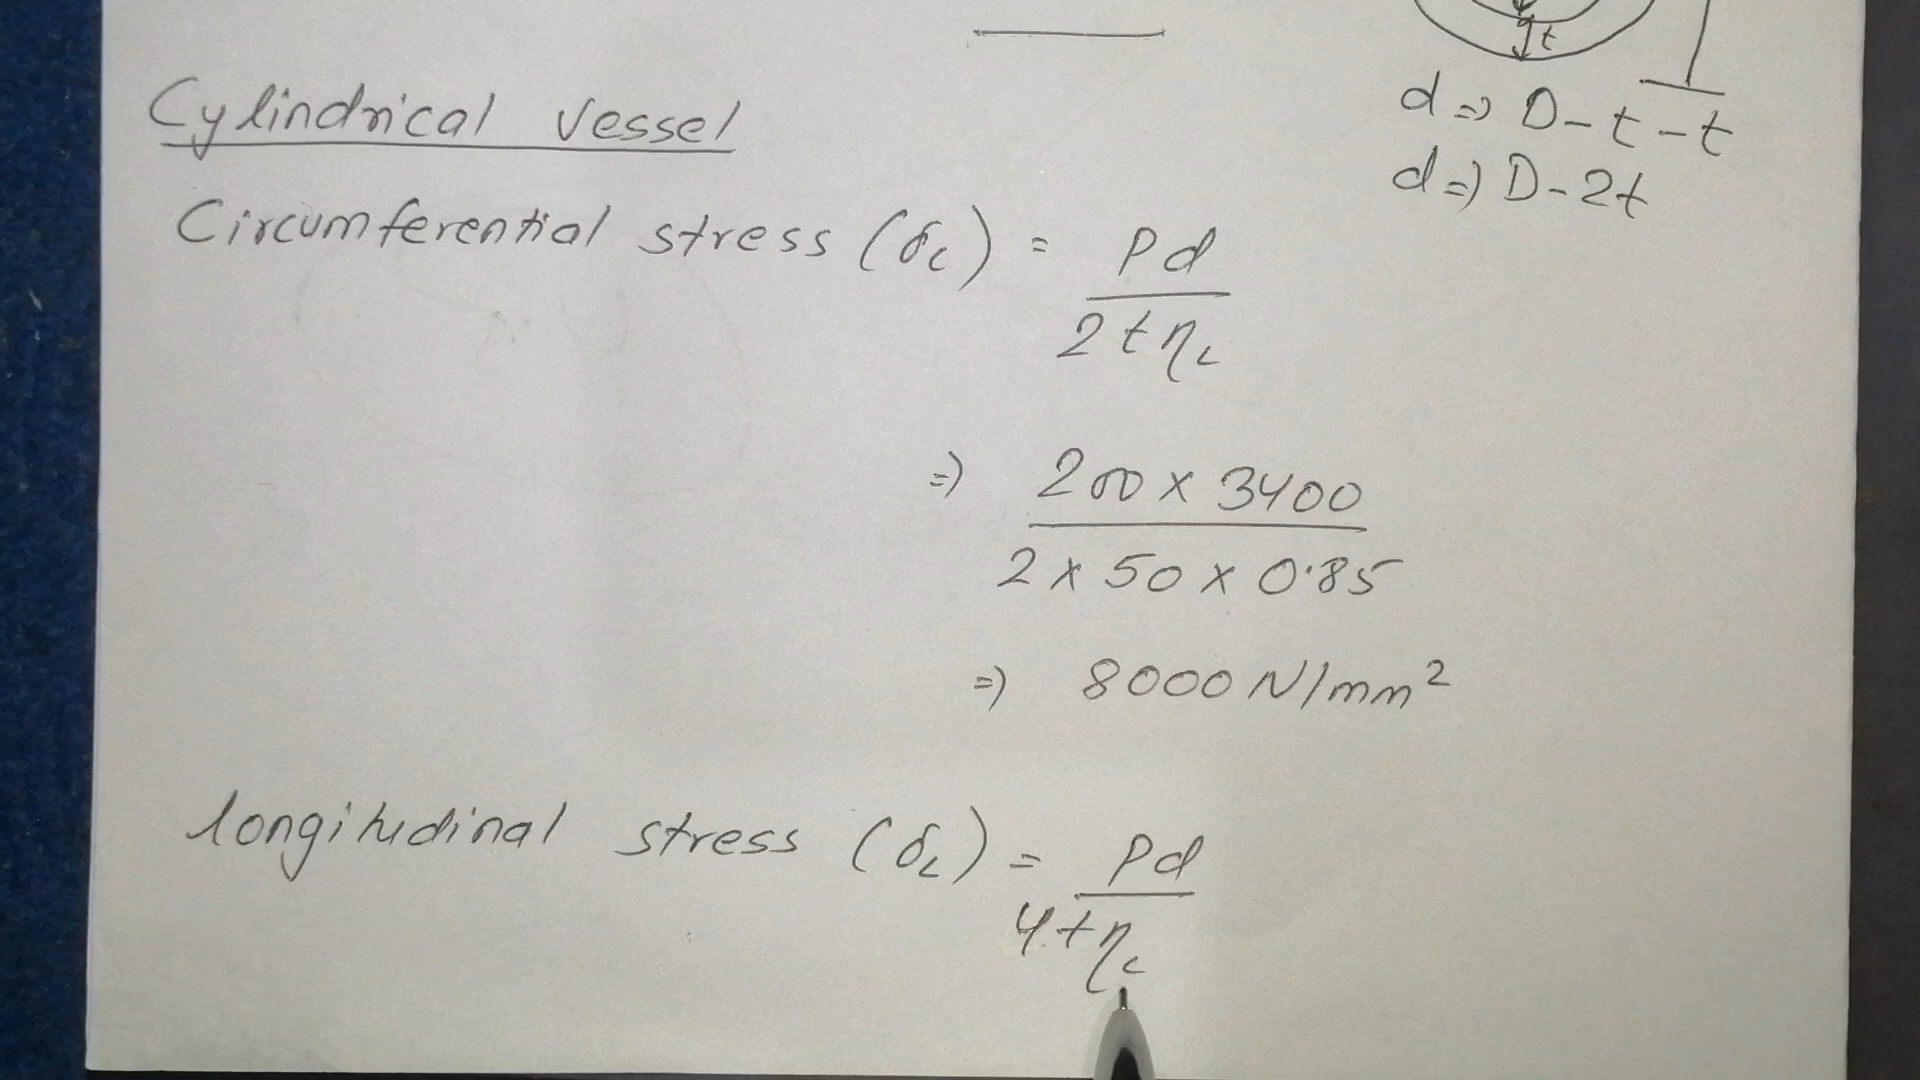 t
d => D-t-t
d => D-2t
Cylindrical vessel
Circumferential stress (σc) = Pd
2tηL
=> 200 x 3400
2 x 50 x 0.85
=> 8000 N/mm²
longitudinal stress (σL) = Pd
4tηc